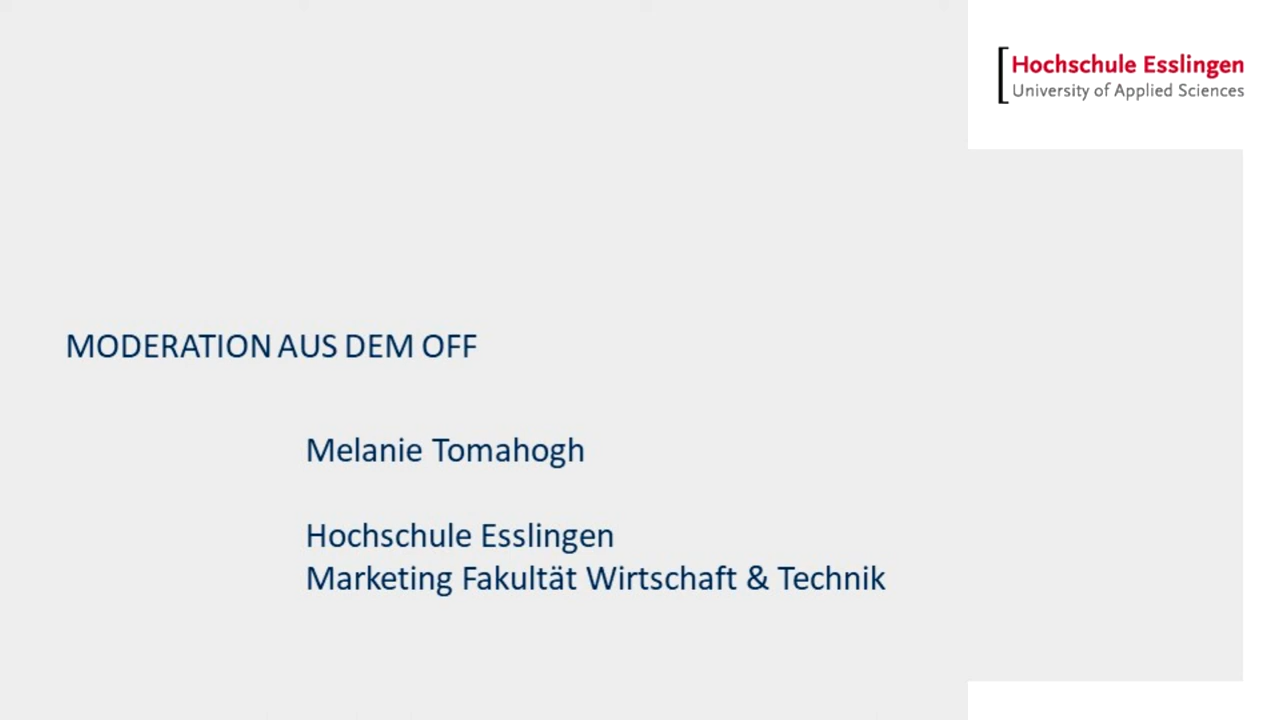 Hochschule Esslingen
University of Applied Sciences
MODERATION AUS DEM OFF
Melanie Tomahogh
Hochschule Esslingen
Marketing Fakultät Wirtschaft & Technik